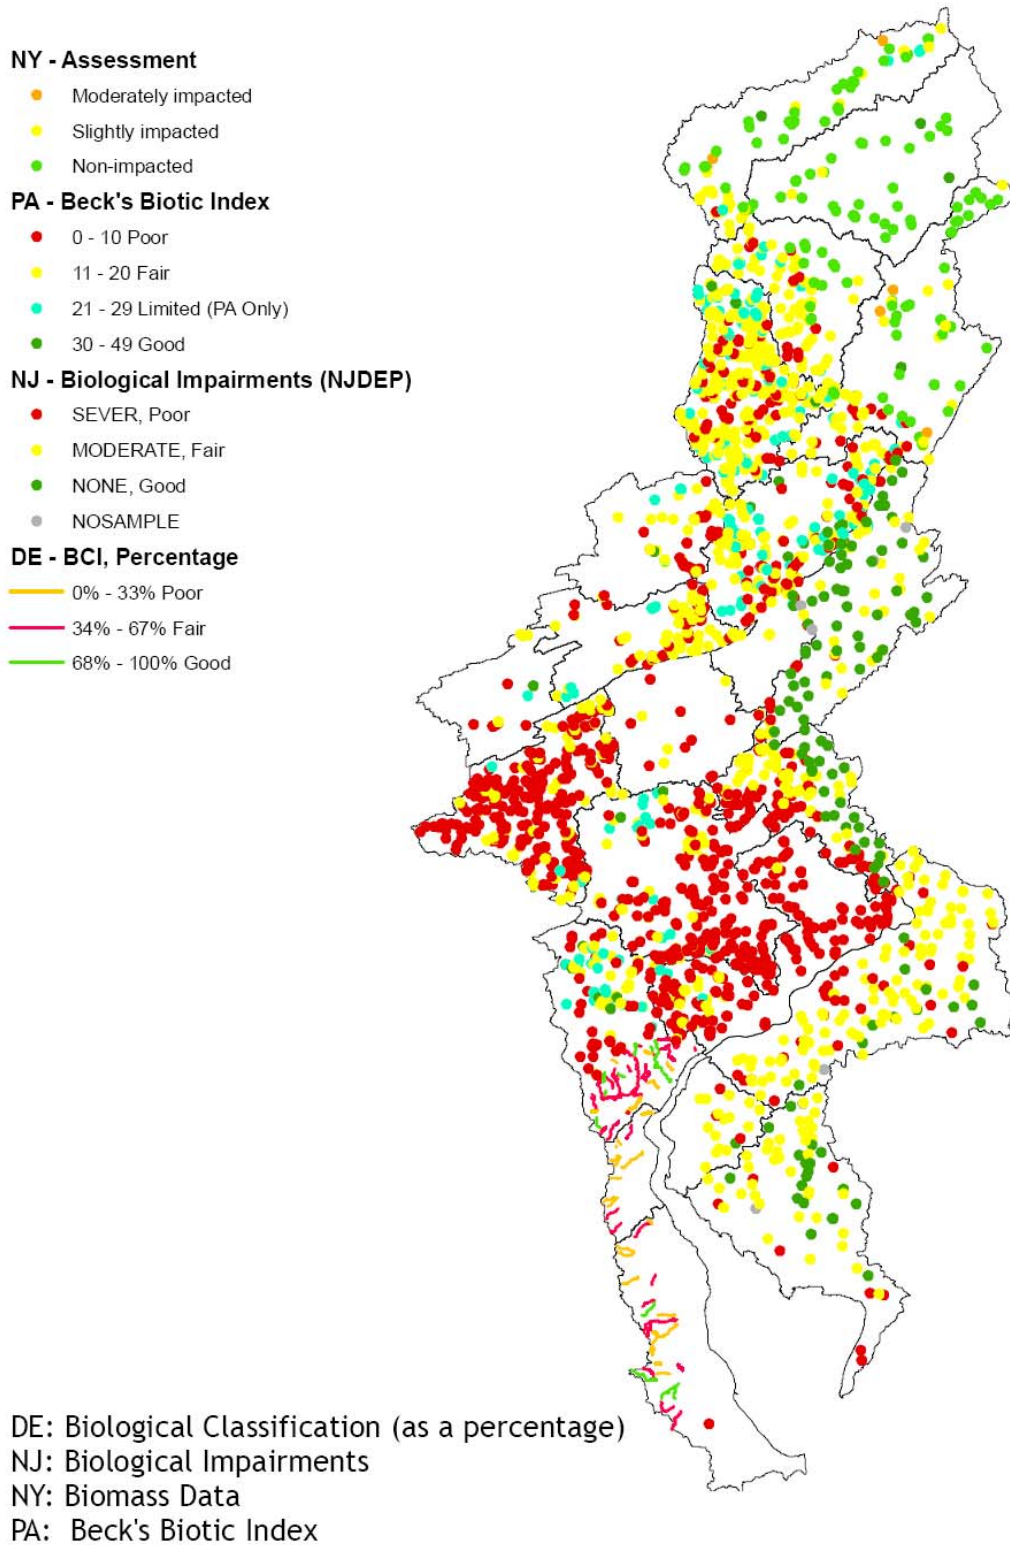 NY - Assessment
Moderately impacted
Slightly impacted
Non-impacted
PA - Beck's Biotic Index
0 - 10 Poor
11 - 20 Fair
21 - 29 Limited (PA Only)
30 - 49 Good
NJ - Biological Impairments (NJDEP)
SEVER, Poor
MODERATE, Fair
NONE, Good
NOSAMPLE
DE - BCI, Percentage
0% - 33% Poor
34% - 67% Fair
68% - 100% Good
DE: Biological Classification (as a percentage)
NJ: Biological Impairments
NY: Biomass Data
PA: Beck's Biotic Index